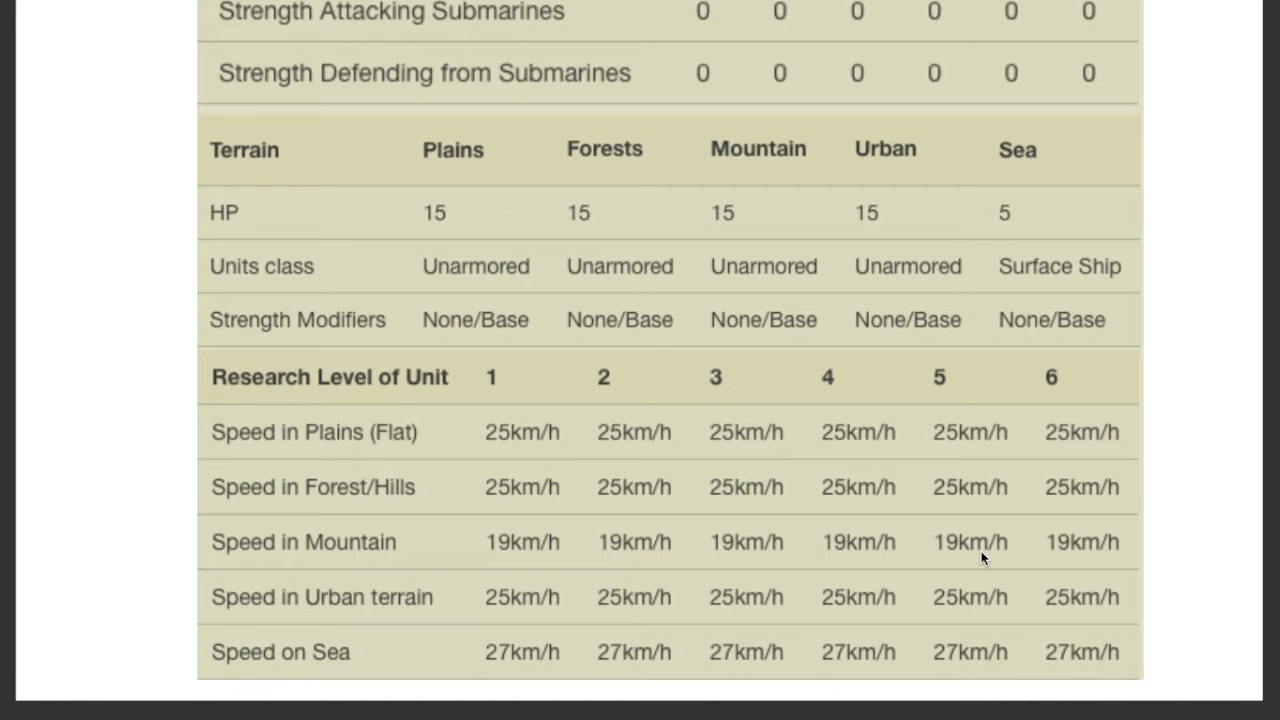 Strength Attacking Submarines 0 0 0 0 0 0
Strength Defending from Submarines 0 0 0 0 0 0
Terrain Plains Forests Mountain Urban Sea
HP 15 15 15 15 5
Units class Unarmored Unarmored Unarmored Unarmored Surface Ship
Strength Modifiers None/Base None/Base None/Base None/Base None/Base
Research Level of Unit 1 2 3 4 5 6
Speed in Plains (Flat) 25km/h 25km/h 25km/h 25km/h 25km/h 25km/h
Speed in Forest/Hills 25km/h 25km/h 25km/h 25km/h 25km/h 25km/h
Speed in Mountain 19km/h 19km/h 19km/h 19km/h 19km/h 19km/h
Speed in Urban terrain 25km/h 25km/h 25km/h 25km/h 25km/h 25km/h
Speed on Sea 27km/h 27km/h 27km/h 27km/h 27km/h 27km/h